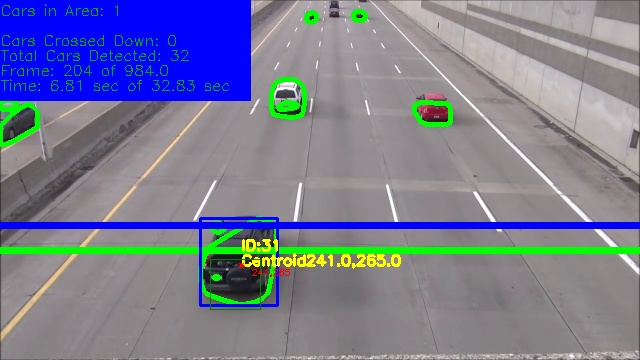 Cars in Area: 1
Cars Crossed Down: 0
Total Cars Detected: 32
Frame: 204 of 984.0
Time: 6.81 sec of 32.83 sec
ID:31
Centroid241.0,265.0